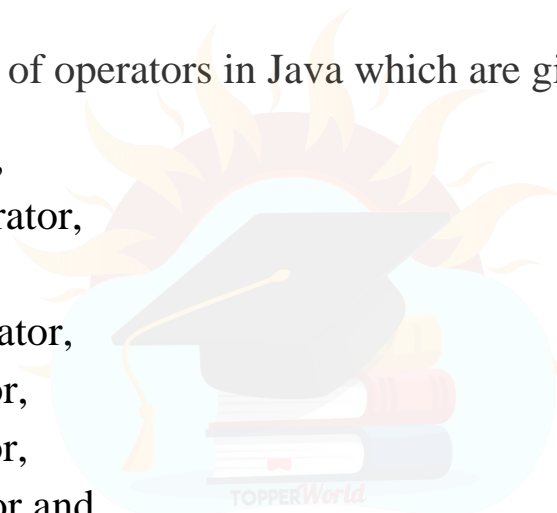 of operators in Java which are gi
,
rator,
ator,
or,
or,
or and
TOPPERWorld